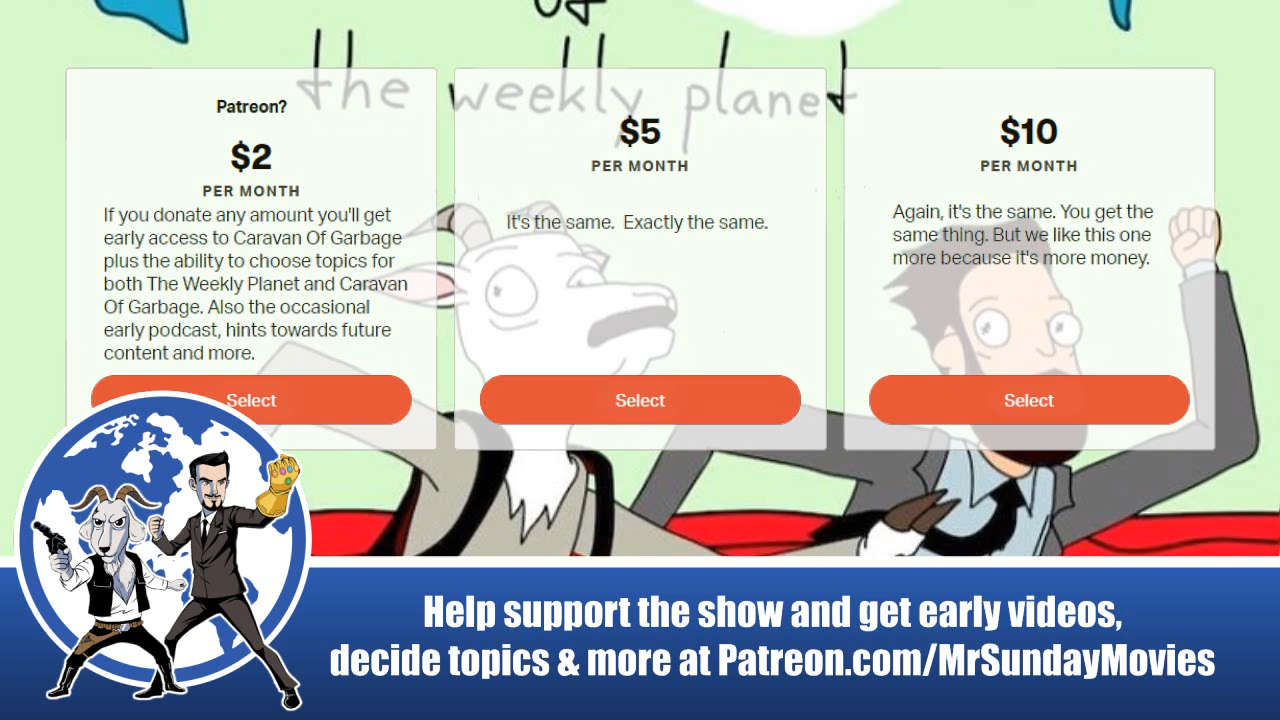 of
the weekly planet
Patreon?
$2
PER MONTH
If you donate any amount you'll get
early access to Caravan Of Garbage
plus the ability to choose topics for
both The Weekly Planet and Caravan
Of Garbage. Also the occasional
early podcast, hints towards future
content and more.
Select
$5
PER MONTH
It's the same.  Exactly the same.
Select
$10
PER MONTH
Again, it's the same. You get the
same thing. But we like this one
more because it's more money.
Select
Help support the show and get early videos,
decide topics & more at Patreon.com/MrSundayMovies